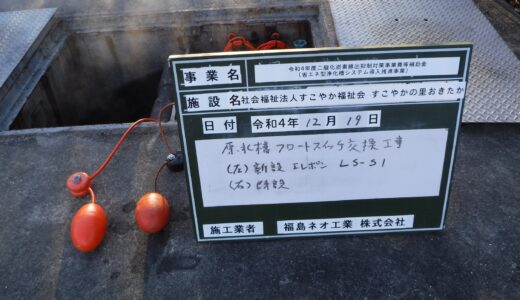 事業名 令和4年度二酸化炭素排出抑制対策事業費等補助金
(省エネ型浄化槽システム導入推進事業)
施設名 社会福祉法人すこやか福祉会 すこやかの里おきたか
日付 令和4年 12月 19日
原水槽 フロートスイッチ交換工事
(左) 新設 エレポン LS-S1
(右) 既設
施工業者 福島ネオ工業 株式会社